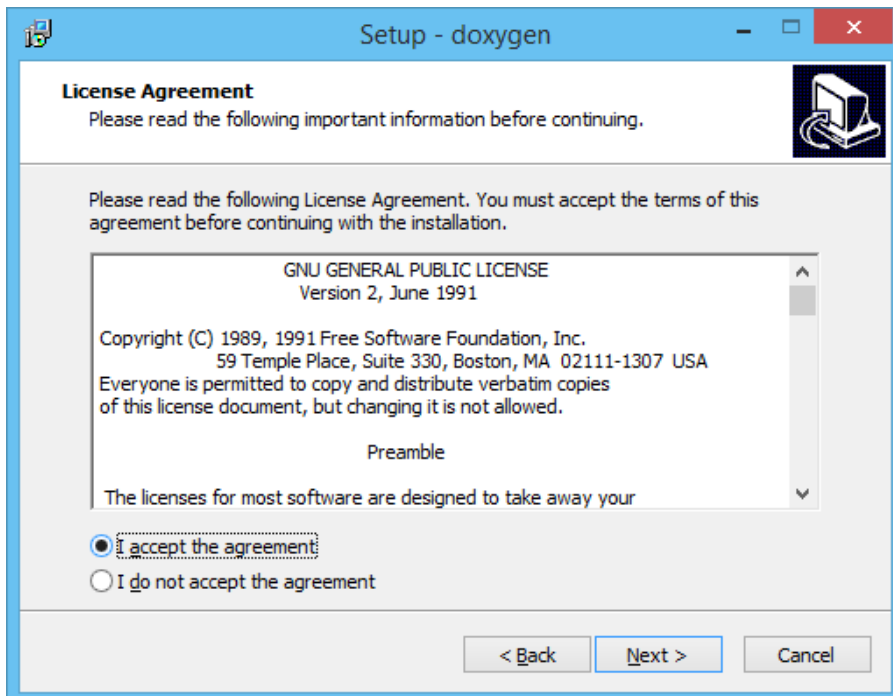 Setup - doxygen
License Agreement
Please read the following important information before continuing.
Please read the following License Agreement. You must accept the terms of this
agreement before continuing with the installation.
GNU GENERAL PUBLIC LICENSE
Version 2, June 1991
Copyright (C) 1989, 1991 Free Software Foundation, Inc.
59 Temple Place, Suite 330, Boston, MA 02111-1307 USA
Everyone is permitted to copy and distribute verbatim copies
of this license document, but changing it is not allowed.
Preamble
The licenses for most software are designed to take away your
I accept the agreement
I do not accept the agreement
< Back Next > Cancel